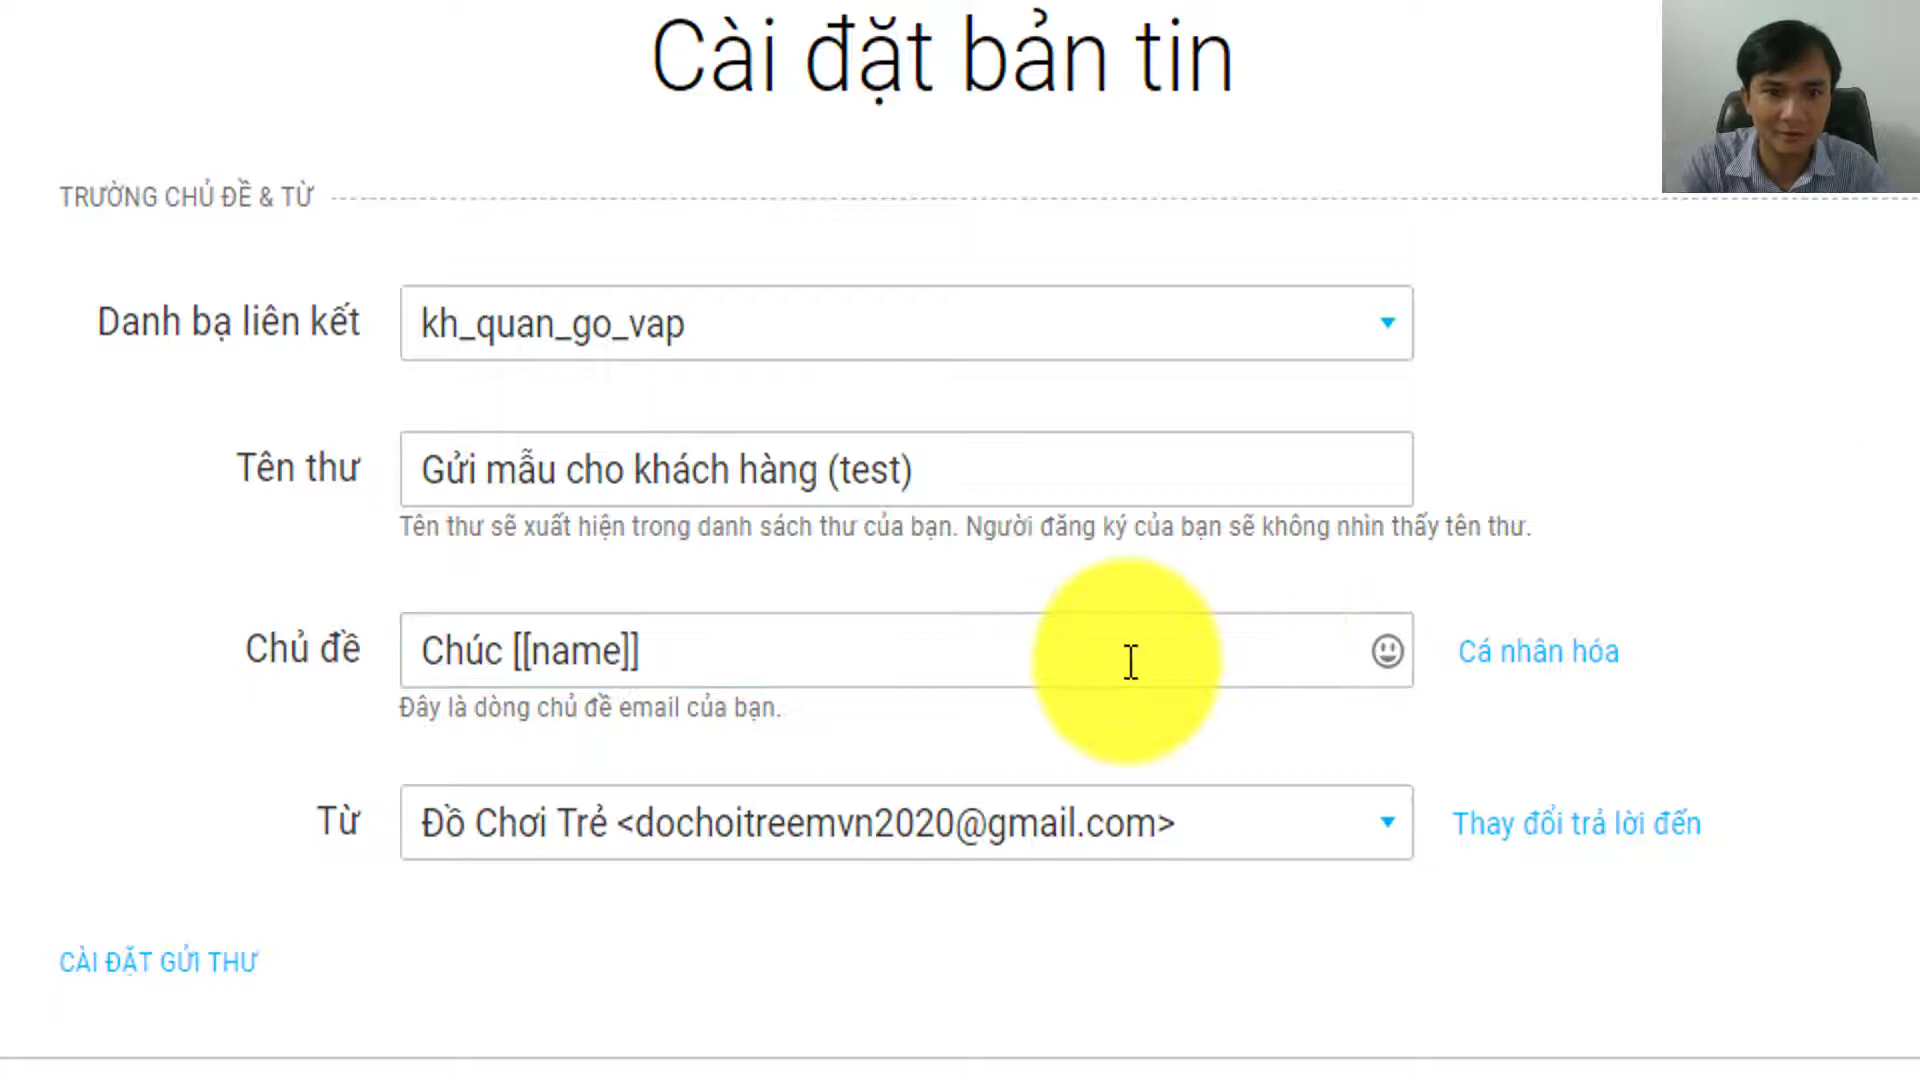 Cài đặt bản tin
TRƯỜNG CHỦ ĐỀ & TỪ
Danh bạ liên kết
kh_quan_go_vap
Tên thư
Gửi mẫu cho khách hàng (test)
Tên thư sẽ xuất hiện trong danh sách thư của bạn. Người đăng ký của bạn sẽ không nhìn thấy tên thư.
Chủ đề
Chúc [[name]]
Cá nhân hóa
Đây là dòng chủ đề email của bạn.
Từ
Đồ Chơi Trẻ <dochoitreemvn2020@gmail.com>
Thay đổi trả lời đến
CÀI ĐẶT GỬI THƯ